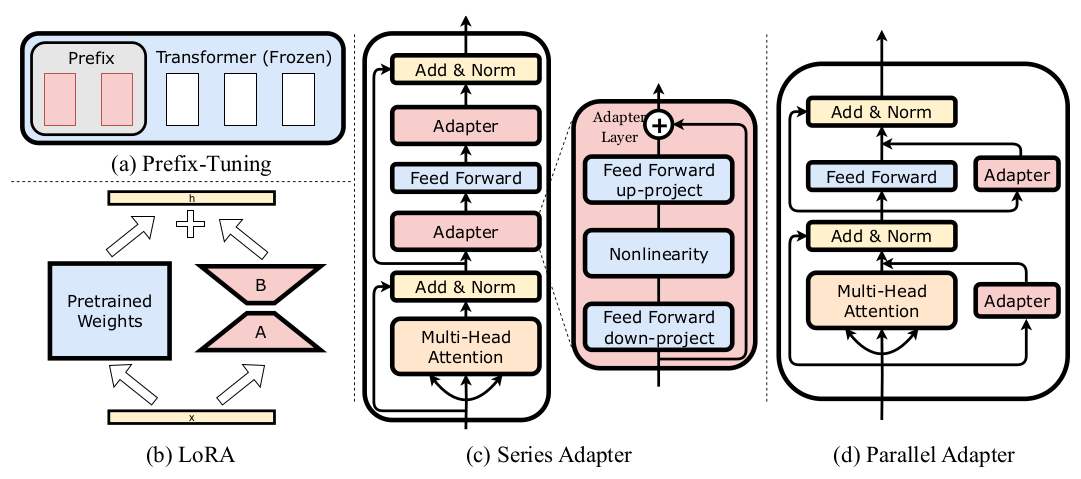 Prefix
Transformer (Frozen)
(a) Prefix-Tuning
h
Pretrained
Weights
B
A
x
(b) LoRA
Add & Norm
Adapter
Feed Forward
Adapter
Add & Norm
Multi-Head
Attention
Adapter
Layer
+
Feed Forward
up-project
Nonlinearity
Feed Forward
down-project
(c) Series Adapter
Add & Norm
Feed Forward
Adapter
Add & Norm
Multi-Head
Attention
Adapter
(d) Parallel Adapter